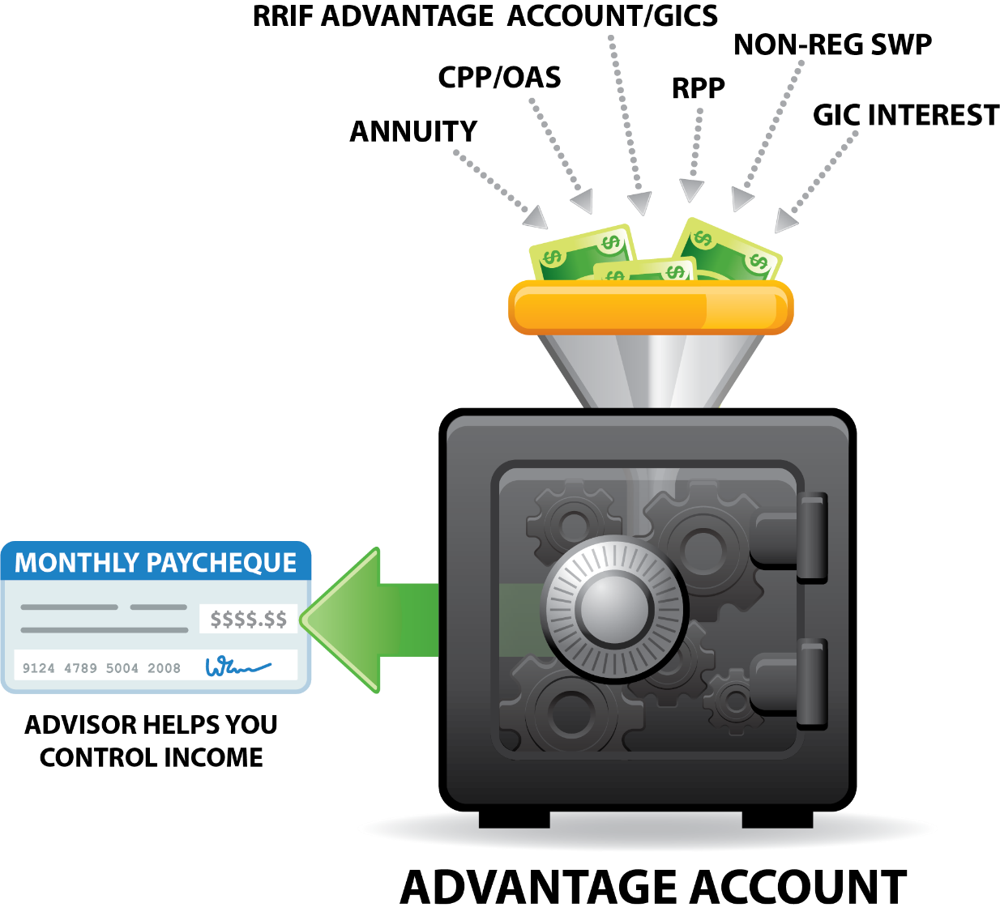 RRIF ADVANTAGE ACCOUNT/GICS
NON-REG SWP
CPP/OAS
RPP
GIC INTEREST
ANNUITY
$ $ $ $
$ $
MONTHLY PAYCHEQUE
$$$$.$$
9124 4789 5004 2008
ADVISOR HELPS YOU
CONTROL INCOME
ADVANTAGE ACCOUNT